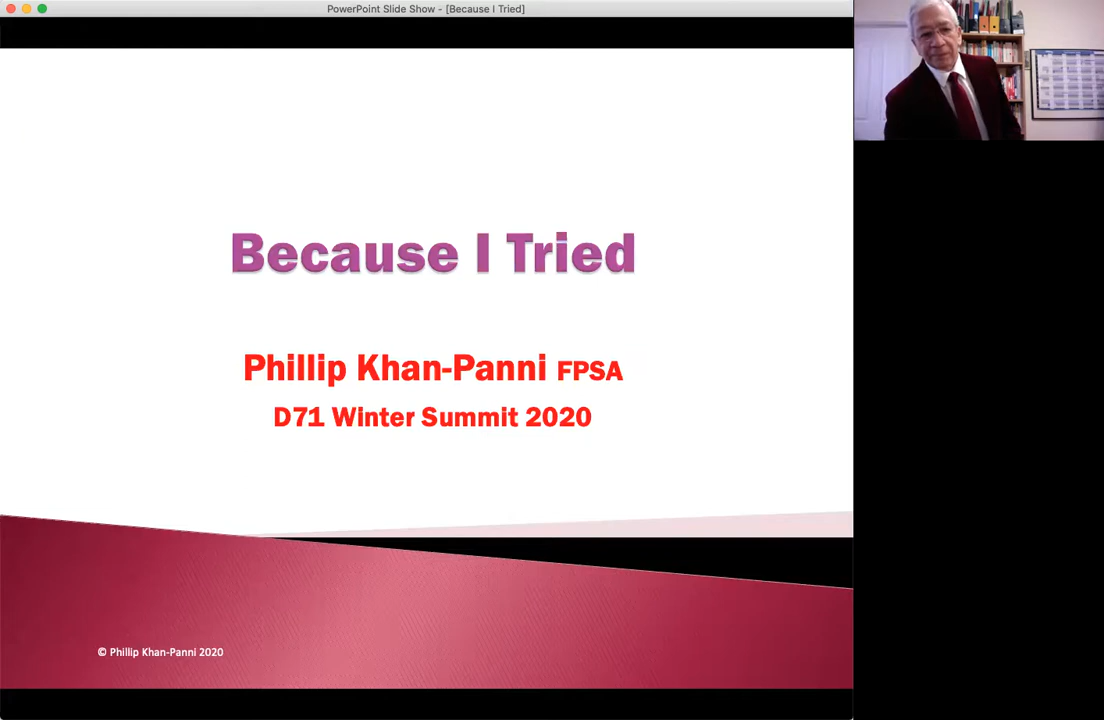 PowerPoint Slide Show - [Because I Tried]
Because I Tried
Phillip Khan-Panni FPSA
D71 Winter Summit 2020
© Phillip Khan-Panni 2020